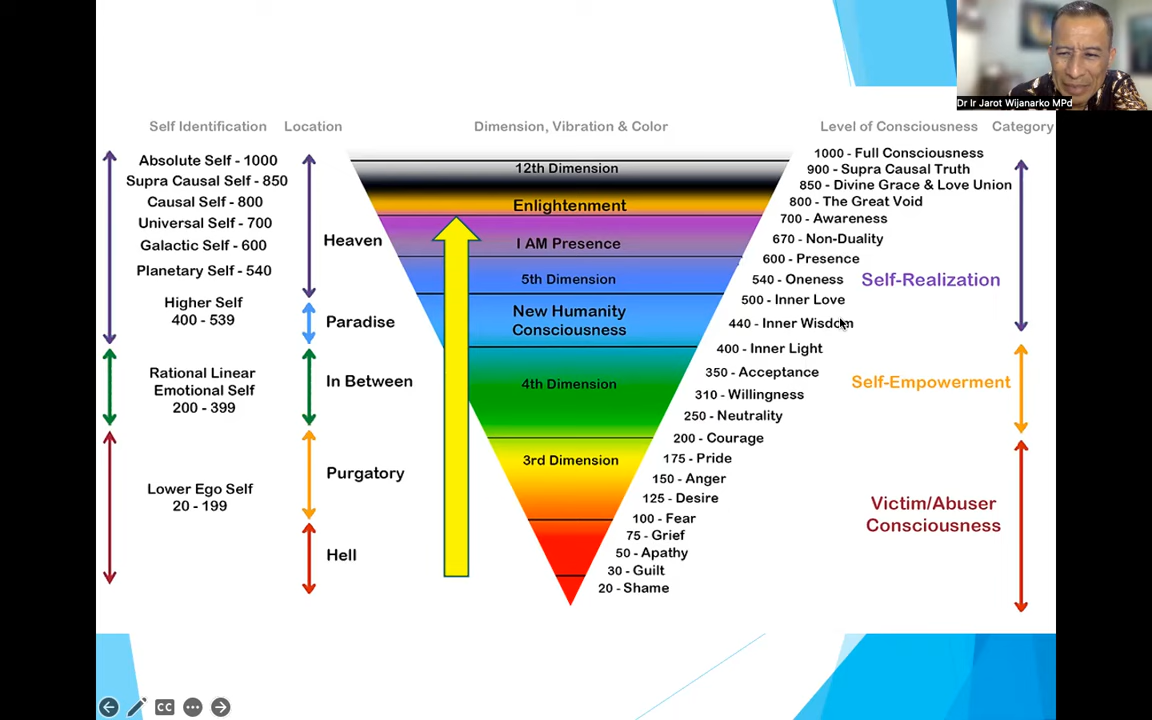 Dr Ir Jarot Wijanarko MPd
Self Identification
Location
Dimension, Vibration & Color
Level of Consciousness
Category
Absolute Self - 1000
Supra Causal Self - 850
Causal Self - 800
Universal Self - 700
Galactic Self - 600
Planetary Self - 540
Higher Self
400 - 539
Rational Linear
Emotional Self
200 - 399
Lower Ego Self
20 - 199
Heaven
Paradise
In Between
Purgatory
Hell
12th Dimension
Enlightenment
I AM Presence
5th Dimension
New Humanity
Consciousness
4th Dimension
3rd Dimension
1000 - Full Consciousness
900 - Supra Causal Truth
850 - Divine Grace & Love Union
800 - The Great Void
700 - Awareness
670 - Non-Duality
600 - Presence
540 - Oneness
500 - Inner Love
440 - Inner Wisdom
400 - Inner Light
350 - Acceptance
310 - Willingness
250 - Neutrality
200 - Courage
175 - Pride
150 - Anger
125 - Desire
100 - Fear
75 - Grief
50 - Apathy
30 - Guilt
20 - Shame
Self-Realization
Self-Empowerment
Victim/Abuser
Consciousness
CC